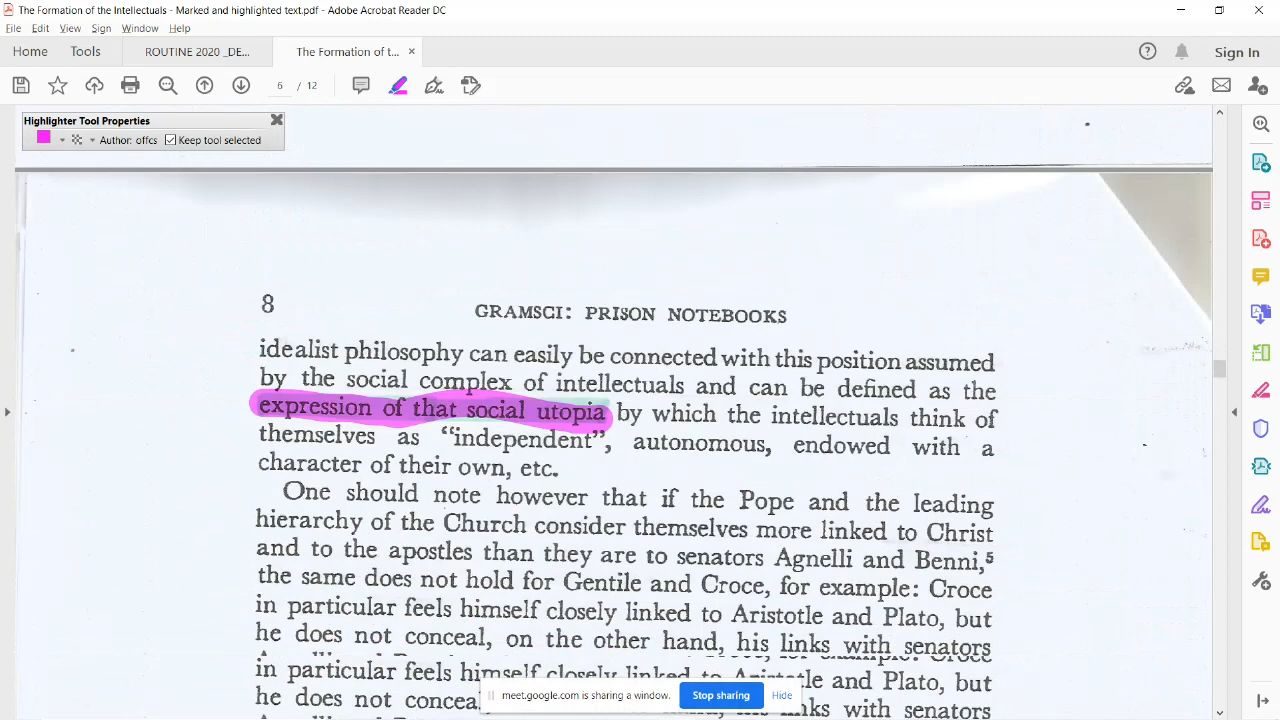 The Formation of the Intellectuals - Marked and highlighted text.pdf - Adobe Acrobat Reader DC
File Edit View Sign Window Help
Home Tools ROUTINE 2020 _DE... The Formation of t... × Sign In
6 / 12
Highlighter Tool Properties
Author: offcs Keep tool selected
8 GRAMSCI: PRISON NOTEBOOKS
idealist philosophy can easily be connected with this position assumed
by the social complex of intellectuals and can be defined as the
expression of that social utopia by which the intellectuals think of
themselves as “independent”, autonomous, endowed with a
character of their own, etc.
One should note however that if the Pope and the leading
hierarchy of the Church consider themselves more linked to Christ
and to the apostles than they are to senators Agnelli and Benni,⁵
the same does not hold for Gentile and Croce, for example: Croce
in particular feels himself closely linked to Aristotle and Plato, but
he does not conceal, on the other hand, his links with senators
in particular feels himself closely linked to Aristotle and Plato, but
he does not conceal, his links with senators
meet.google.com is sharing a window. Stop sharing Hide